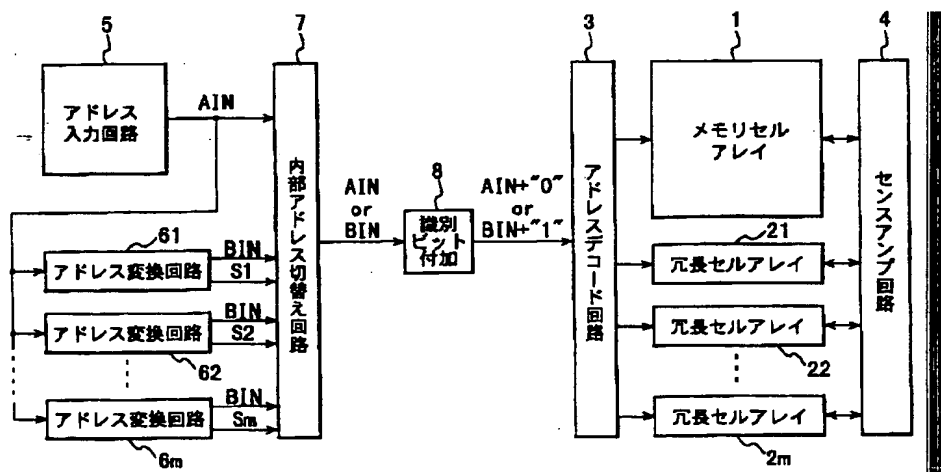 5
アドレス
入力回路
AIN
7
内部アドレス切替え回路
61
アドレス変換回路
BIN
S1
アドレス変換回路
BIN
S2
62
アドレス変換回路
BIN
Sm
6m
AIN
or
BIN
8
識別
ビット
付加
AIN+"0"
or
BIN+"1"
3
アドレスデコード回路
1
メモリセル
アレイ
21
冗長セルアレイ
冗長セルアレイ
22
冗長セルアレイ
2m
4
センスアンプ回路